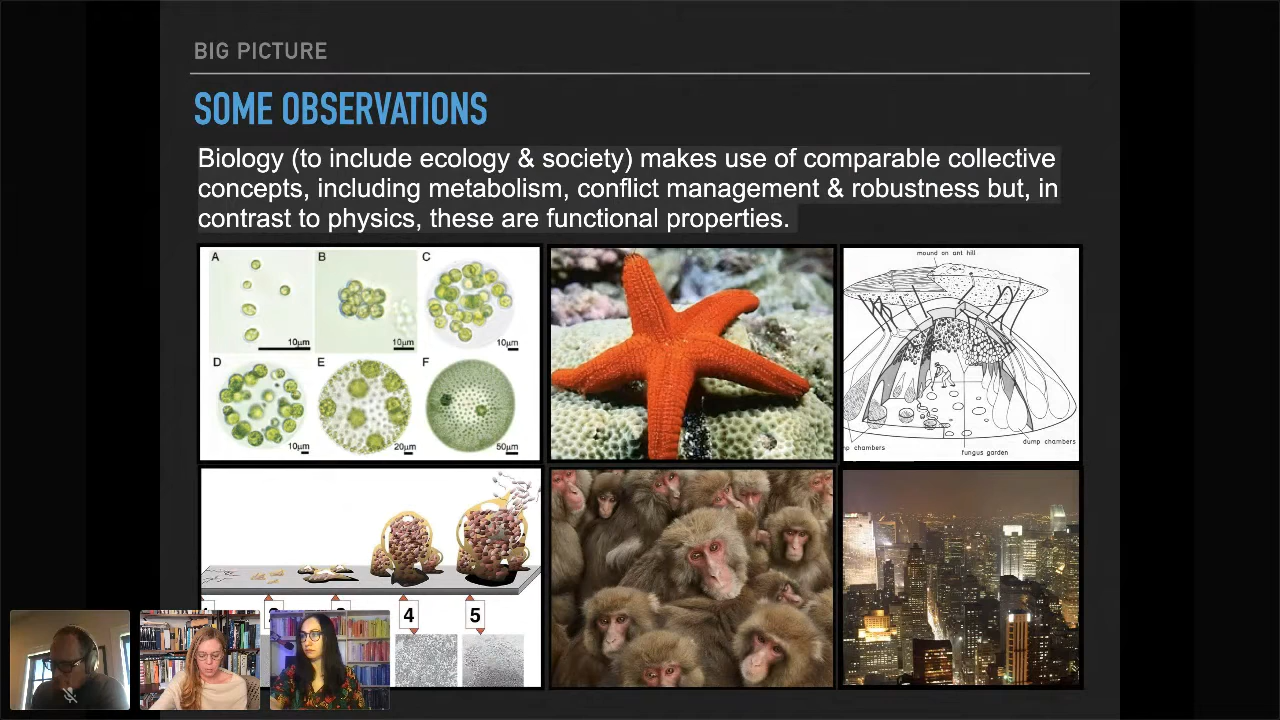 BIG PICTURE
SOME OBSERVATIONS
Biology (to include ecology & society) makes use of comparable collective
concepts, including metabolism, conflict management & robustness but, in
contrast to physics, these are functional properties.
A
B
C
10μm
10μm
10μm
D
E
F
10μm
20μm
50μm
mound on ant hill
chambers
dump chambers
fungus garden
4
5